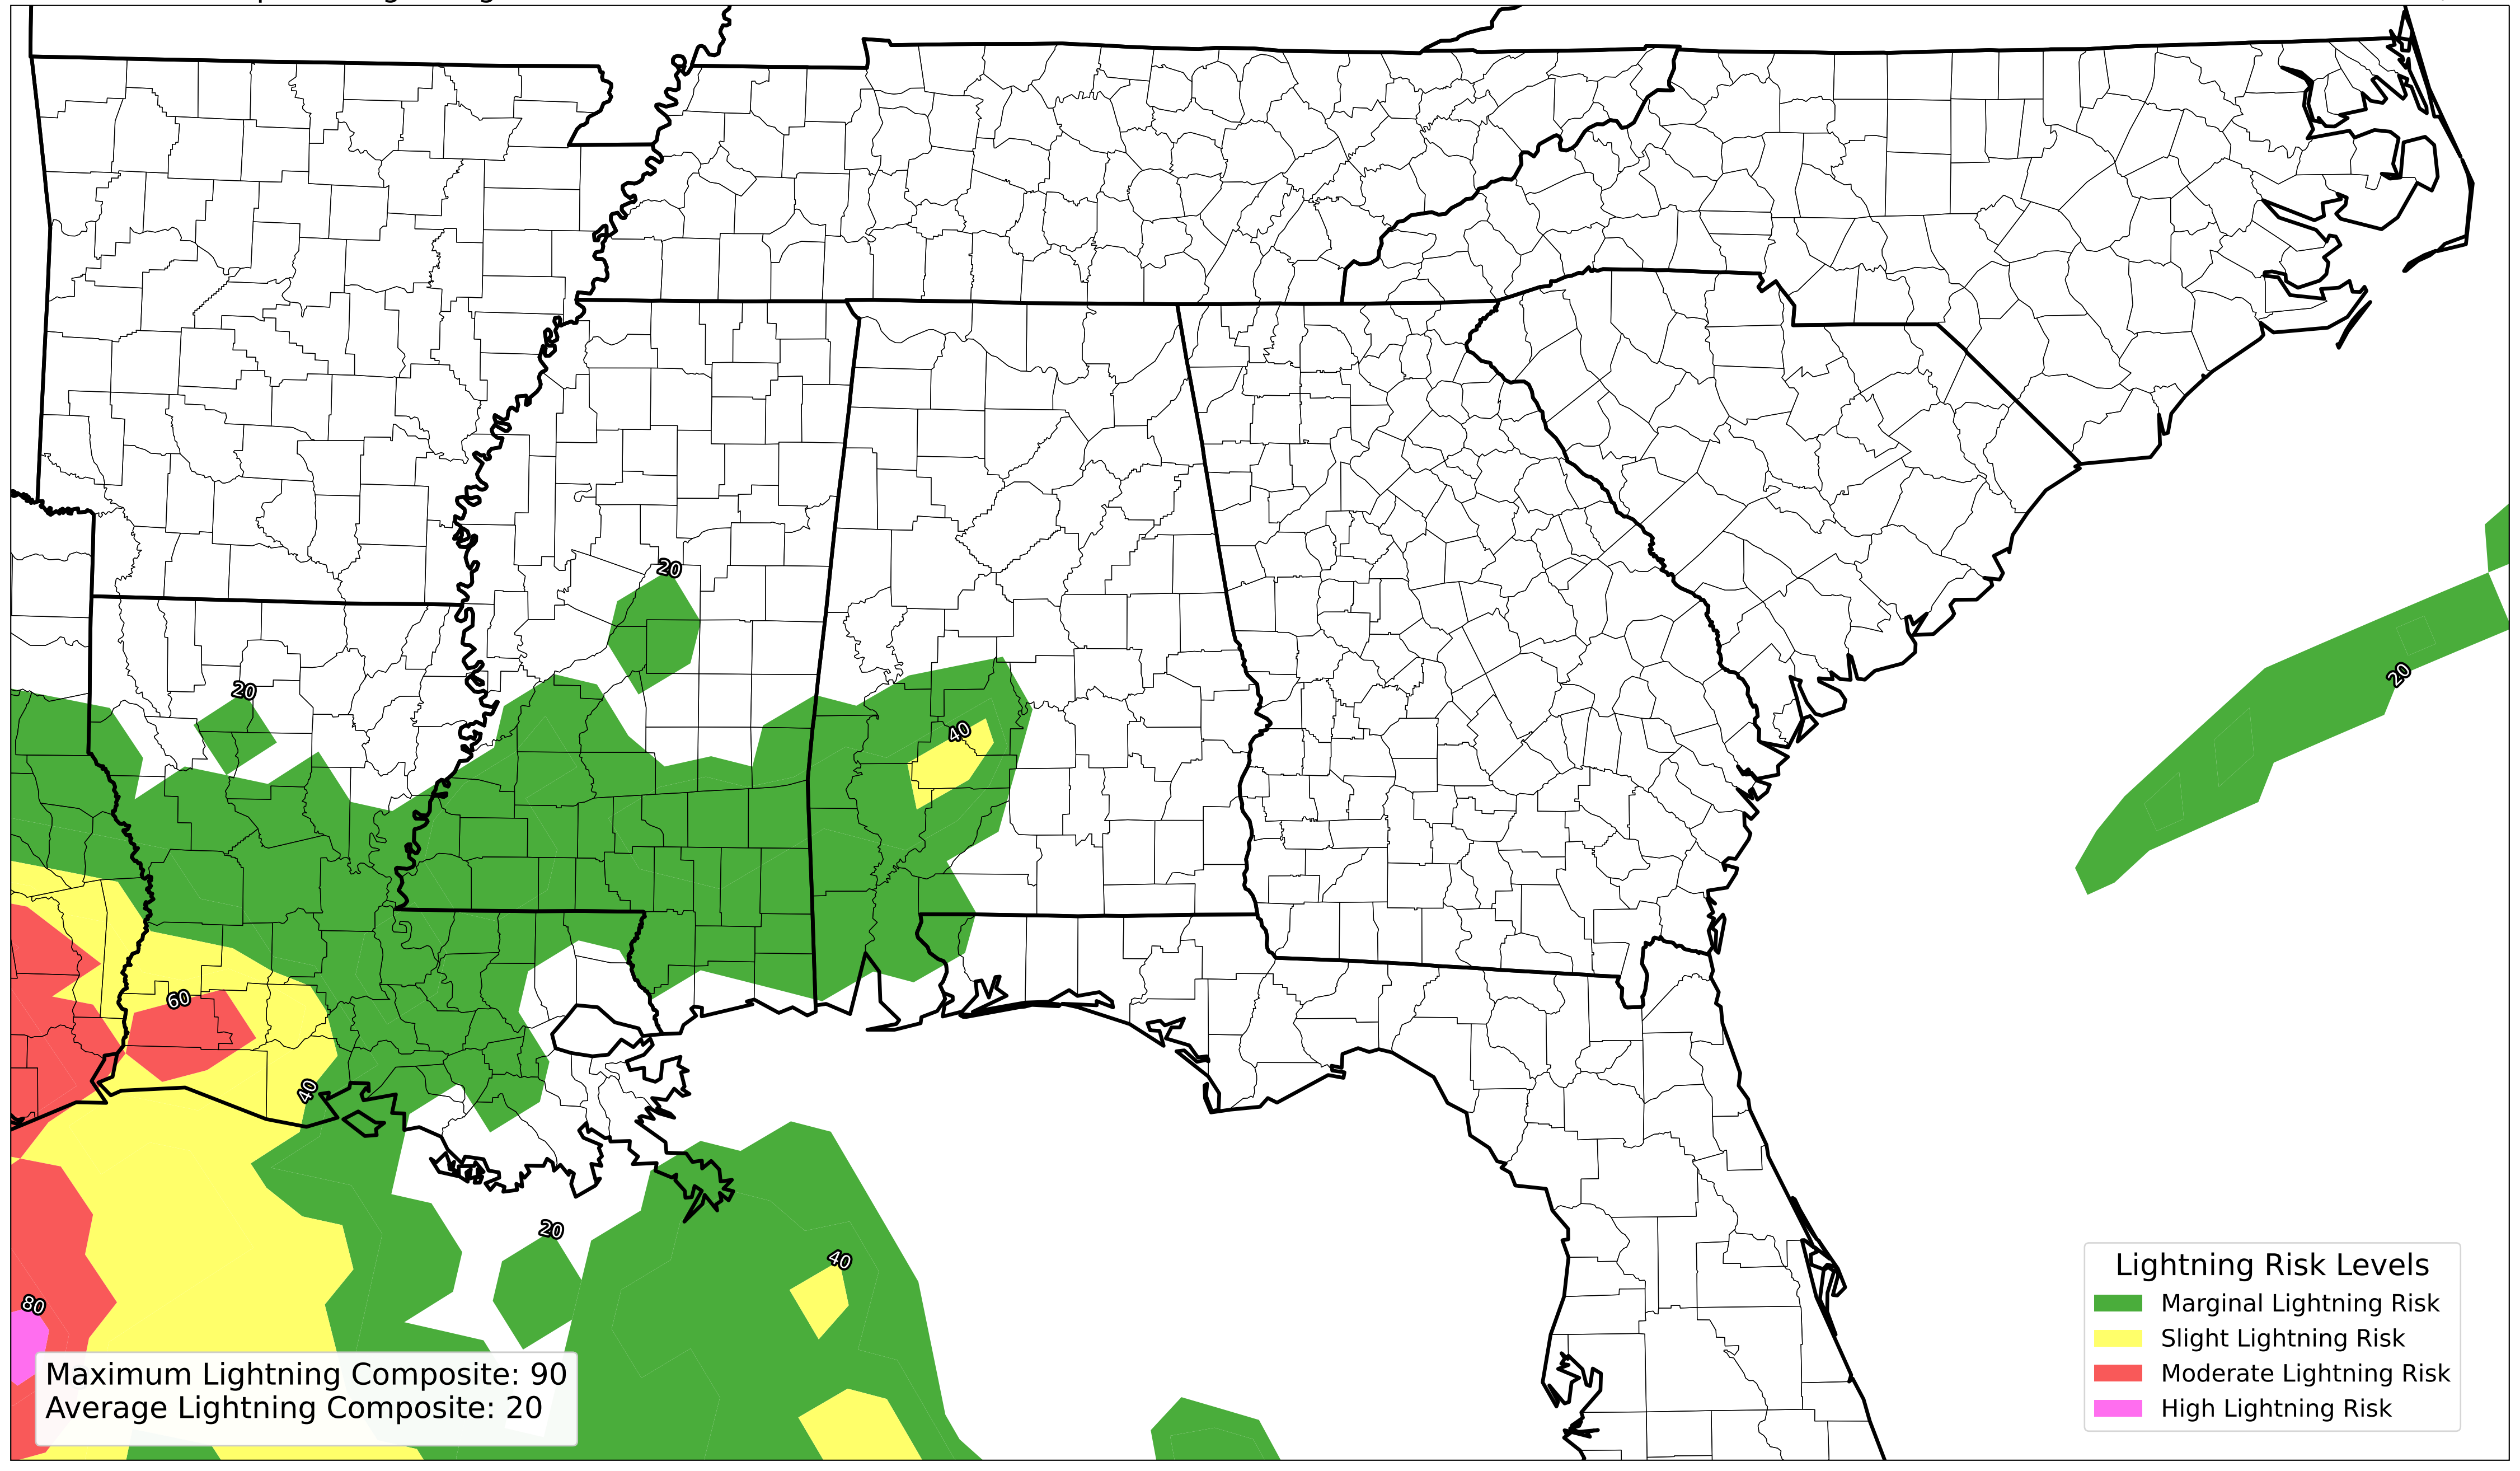 20
20
40
20
60
40
20
40
80
Maximum Lightning Composite: 90
Average Lightning Composite: 20
Lightning Risk Levels
Marginal Lightning Risk
Slight Lightning Risk
Moderate Lightning Risk
High Lightning Risk